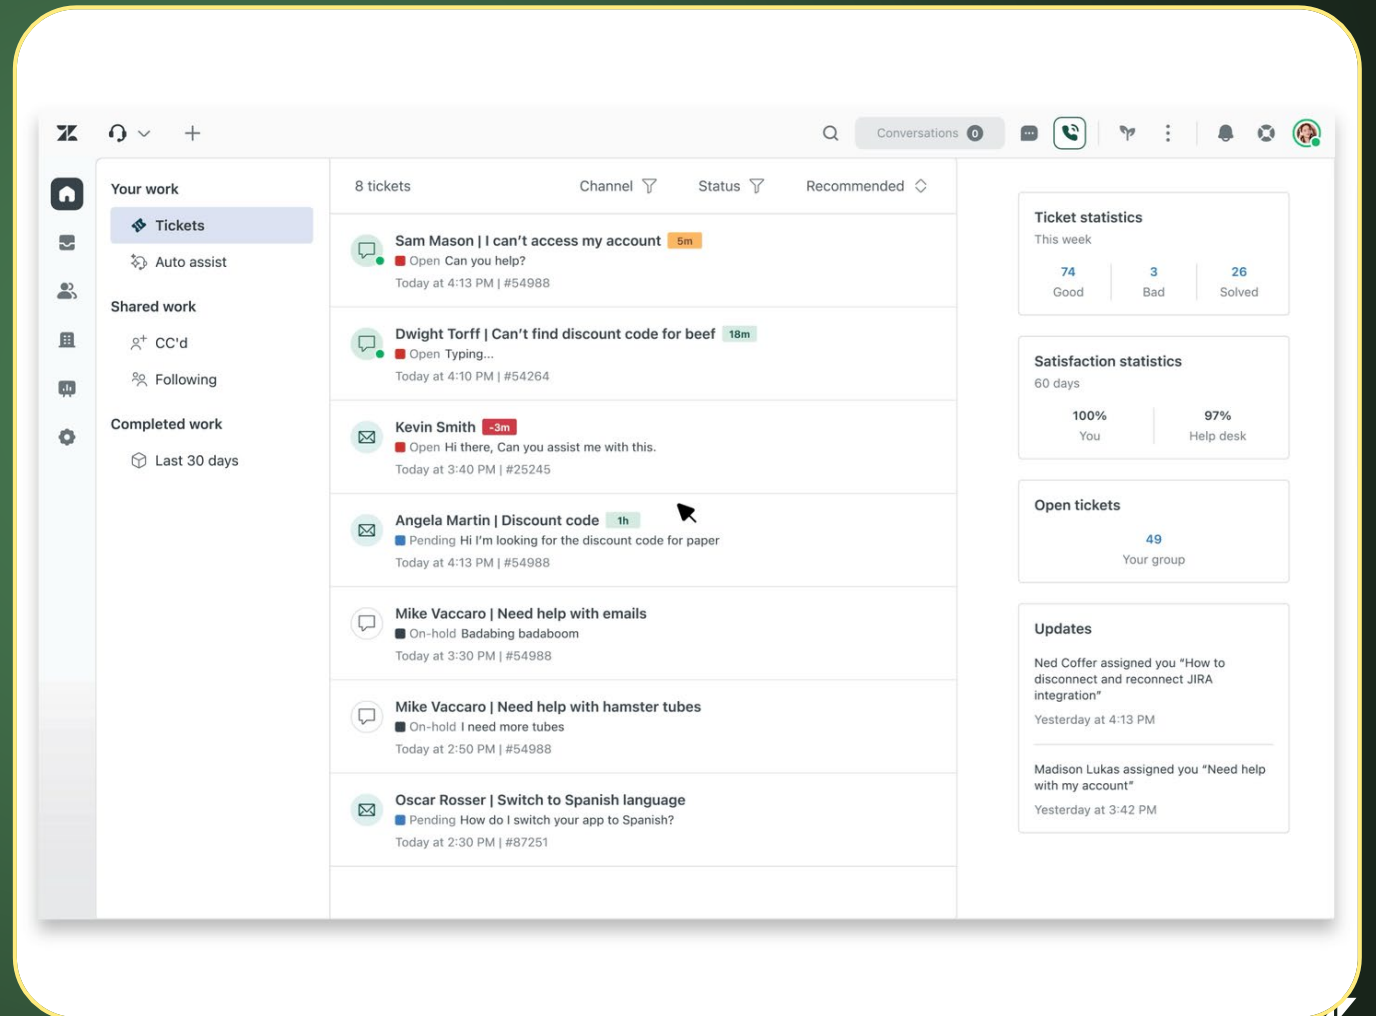 Conversations 0
Your work
Tickets
Auto assist
Shared work
CC'd
Following
Completed work
Last 30 days
8 tickets
Channel
Status
Recommended
Sam Mason | I can’t access my account 5m
Open Can you help?
Today at 4:13 PM | #54988
Dwight Torff | Can’t find discount code for beef 18m
Open Typing...
Today at 4:10 PM | #54264
Kevin Smith -3m
Open Hi there, Can you assist me with this.
Today at 3:40 PM | #25245
Angela Martin | Discount code 1h
Pending Hi I’m looking for the discount code for paper
Today at 4:13 PM | #54988
Mike Vaccaro | Need help with emails
On-hold Badabing badaboom
Today at 3:30 PM | #54988
Mike Vaccaro | Need help with hamster tubes
On-hold I need more tubes
Today at 2:50 PM | #54988
Oscar Rosser | Switch to Spanish language
Pending How do I switch your app to Spanish?
Today at 2:30 PM | #87251
Ticket statistics
This week
74 3 26
Good Bad Solved
Satisfaction statistics
60 days
100% 97%
You Help desk
Open tickets
49
Your group
Updates
Ned Coffer assigned you “How to
disconnect and reconnect JIRA
integration”
Yesterday at 4:13 PM
Madison Lukas assigned you “Need help
with my account”
Yesterday at 3:42 PM